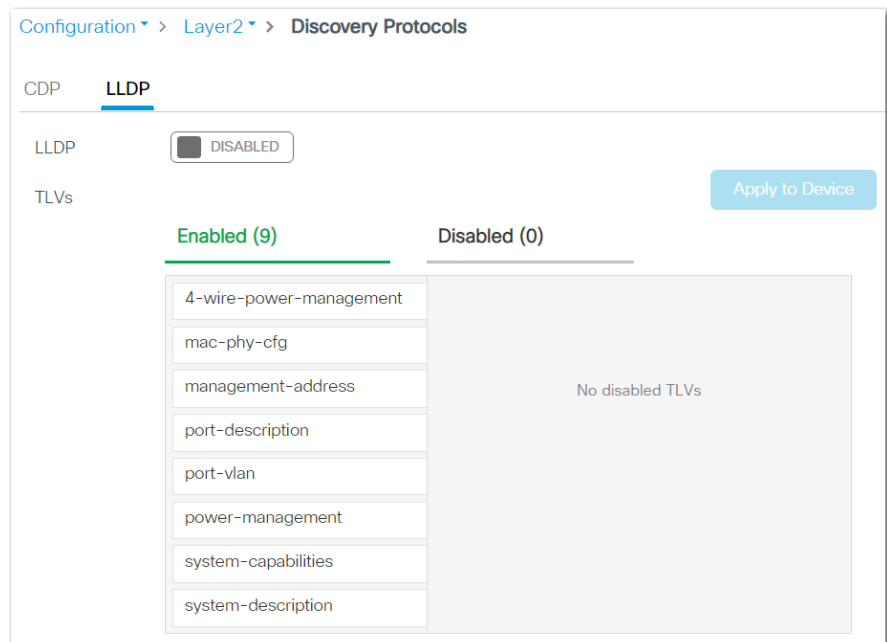 Configuration > Layer2 > Discovery Protocols
CDP LLDP
LLDP DISABLED
TLVs Apply to Device
Enabled (9) Disabled (0)
4-wire-power-management
mac-phy-cfg
management-address
No disabled TLVs
port-description
port-vlan
power-management
system-capabilities
system-description